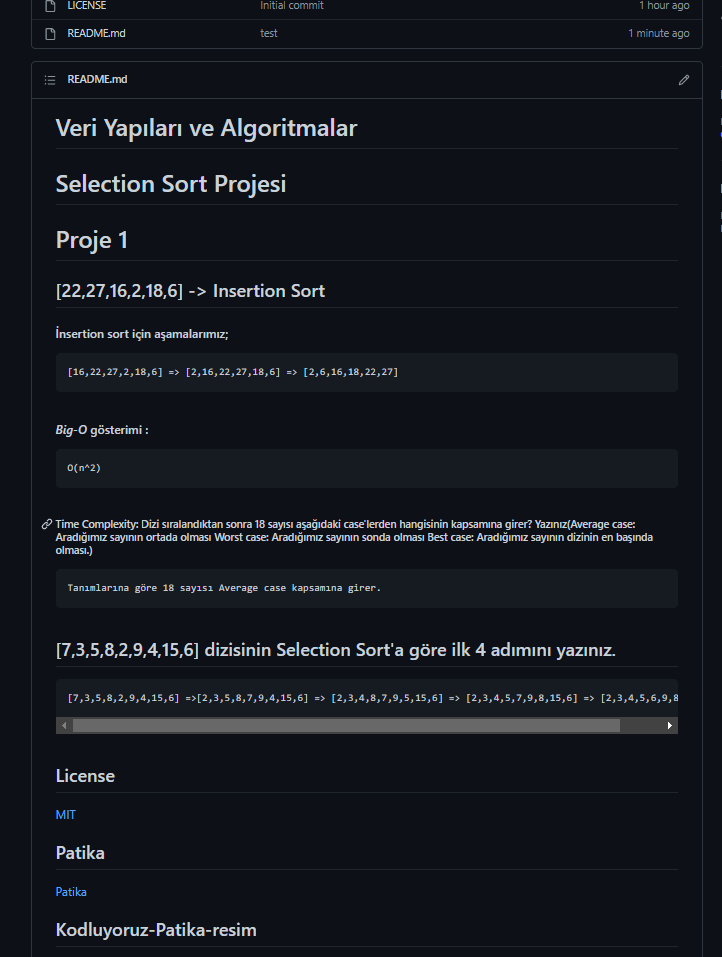 LICENSE Initial commit 1 hour ago
README.md test 1 minute ago
README.md
Veri Yapıları ve Algoritmalar
Selection Sort Projesi
Proje 1
[22,27,16,2,18,6] -> Insertion Sort
İnsertion sort için aşamalarımız;
[16,22,27,2,18,6] => [2,16,22,27,18,6] => [2,6,16,18,22,27]
Big-O gösterimi :
O(n^2)
Time Complexity: Dizi sıralandıktan sonra 18 sayısı aşağıdaki case'lerden hangisinin kapsamına girer? Yazınız(Average case:
Aradığımız sayının ortada olması Worst case: Aradığımız sayının sonda olması Best case: Aradığımız sayının dizinin en başında
olması.)
Tanımlarına göre 18 sayısı Average case kapsamına girer.
[7,3,5,8,2,9,4,15,6] dizisinin Selection Sort'a göre ilk 4 adımını yazınız.
[7,3,5,8,2,9,4,15,6] =>[2,3,5,8,7,9,4,15,6] => [2,3,4,8,7,9,5,15,6] => [2,3,4,5,7,9,8,15,6] => [2,3,4,5,6,9,8
License
MIT
Patika
Patika
Kodluyoruz-Patika-resim